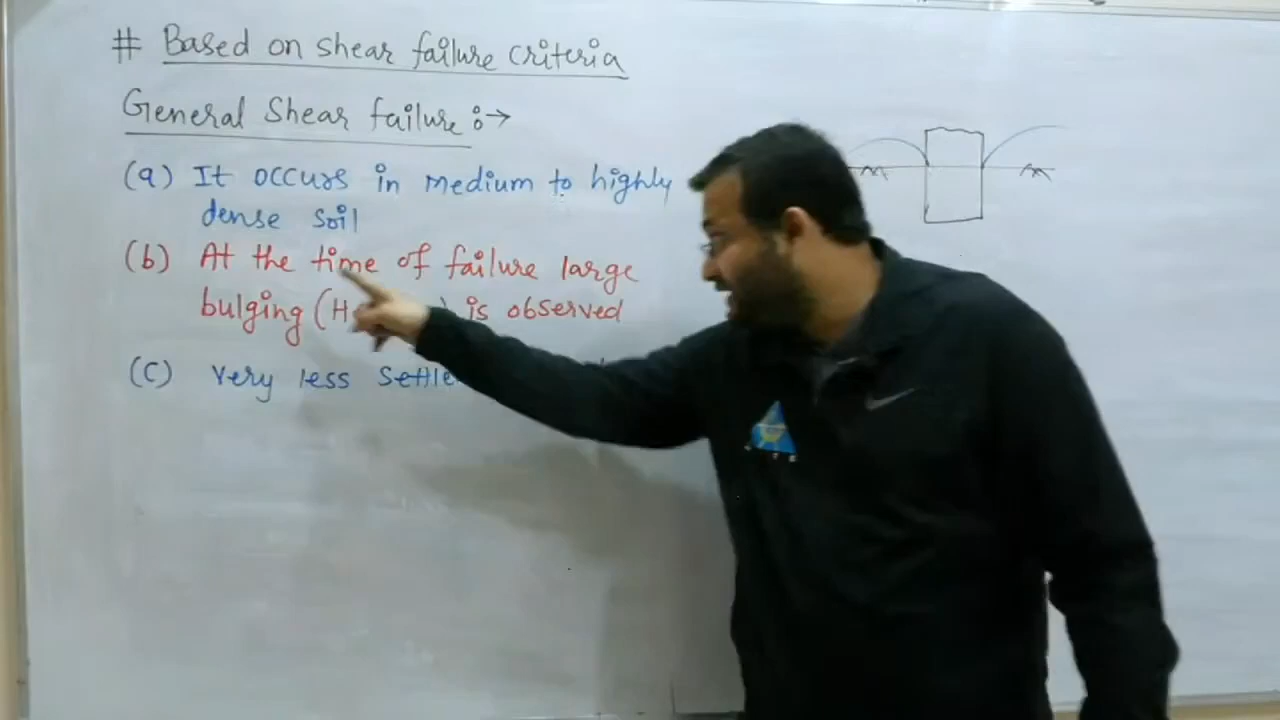 # Based on shear failure criteria
General Shear failure :→
(a) It occurs in medium to highly
dense soil
(b) At the time of failure large
bulging (H ) is observed
(c) Very less